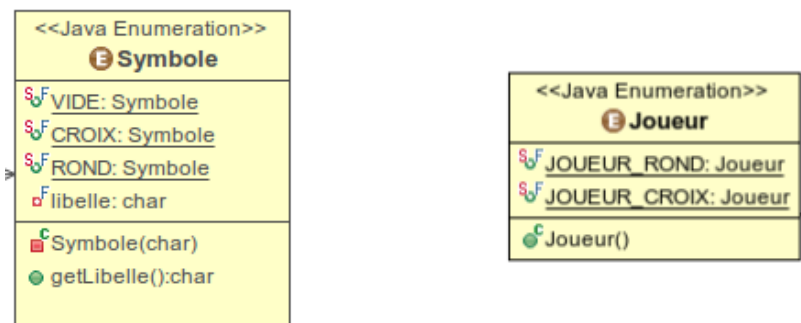 <<Java Enumeration>>
Symbole
VIDE: Symbole
CROIX: Symbole
ROND: Symbole
libelle: char
Symbole(char)
getLibelle():char
<<Java Enumeration>>
Joueur
JOUEUR_ROND: Joueur
JOUEUR_CROIX: Joueur
Joueur()